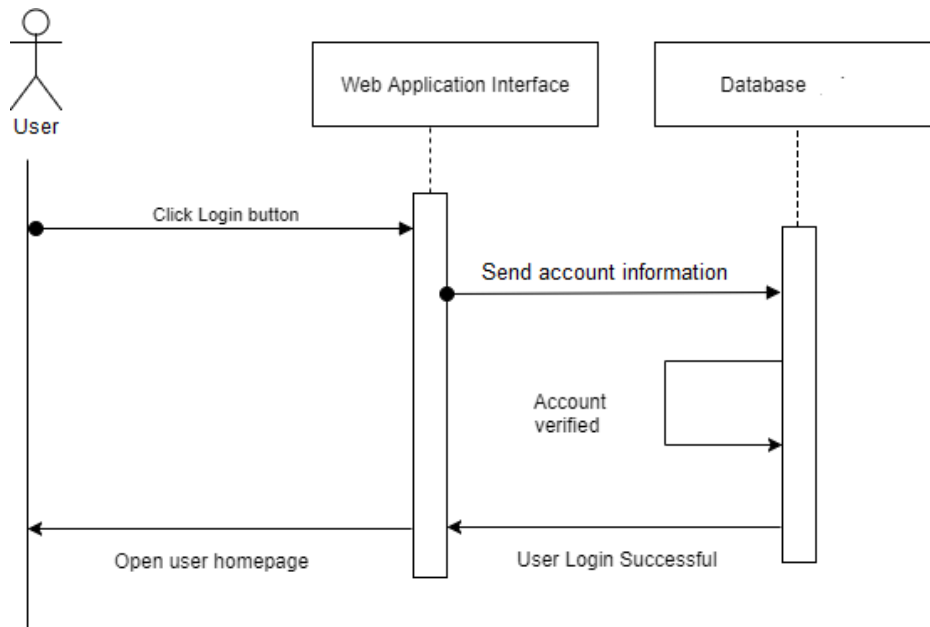 Web Application Interface
Database
User
Click Login button
Send account information
Account
verified
Open user homepage
User Login Successful